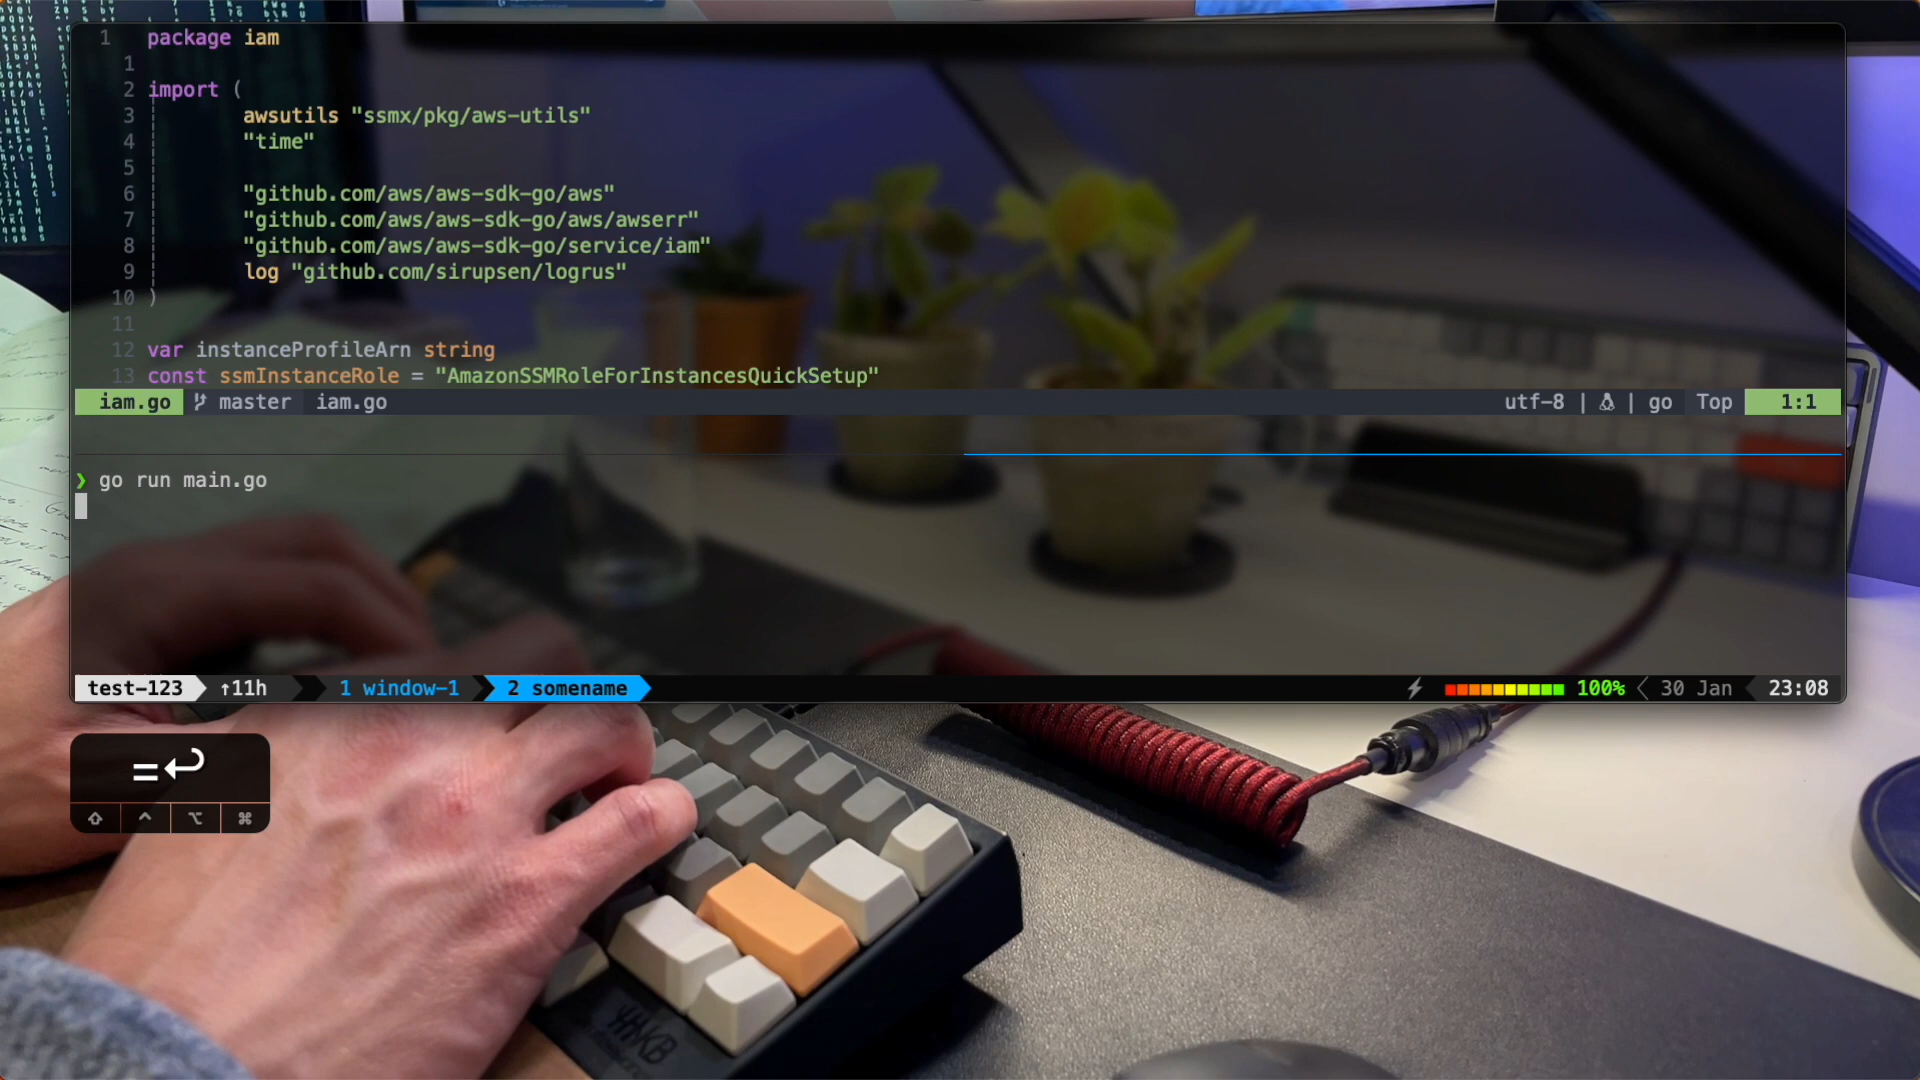 1 package iam
1
2 import (
3 awsutils "ssmx/pkg/aws-utils"
4 "time"
5
6 "github.com/aws/aws-sdk-go/aws"
7 "github.com/aws/aws-sdk-go/aws/awserr"
8 "github.com/aws/aws-sdk-go/service/iam"
9 log "github.com/sirupsen/logrus"
10 )
11
12 var instanceProfileArn string
13 const ssmInstanceRole = "AmazonSSMRoleForInstancesQuickSetup"
iam.go master iam.go utf-8 | | go Top 1:1
❯ go run main.go
test-123 ↑11h 1 window-1 2 somename 100% 30 Jan 23:08
=↩
⇧ ^ ⌥ ⌘